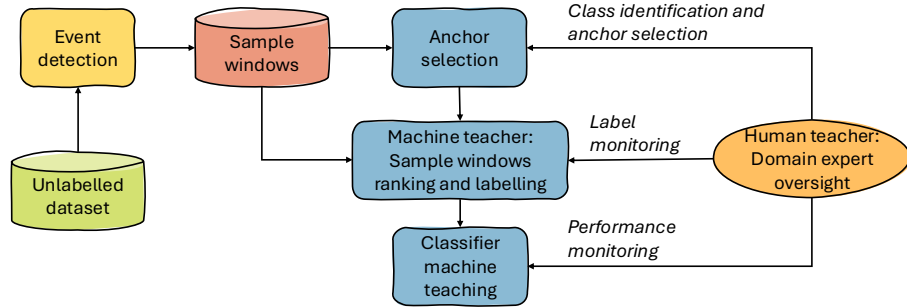 Event
detection
Sample
windows
Anchor
selection
Class identification and
anchor selection
Unlabelled
dataset
Machine teacher:
Sample windows
ranking and labelling
Label
monitoring
Human teacher:
Domain expert
oversight
Classifier
machine
teaching
Performance
monitoring